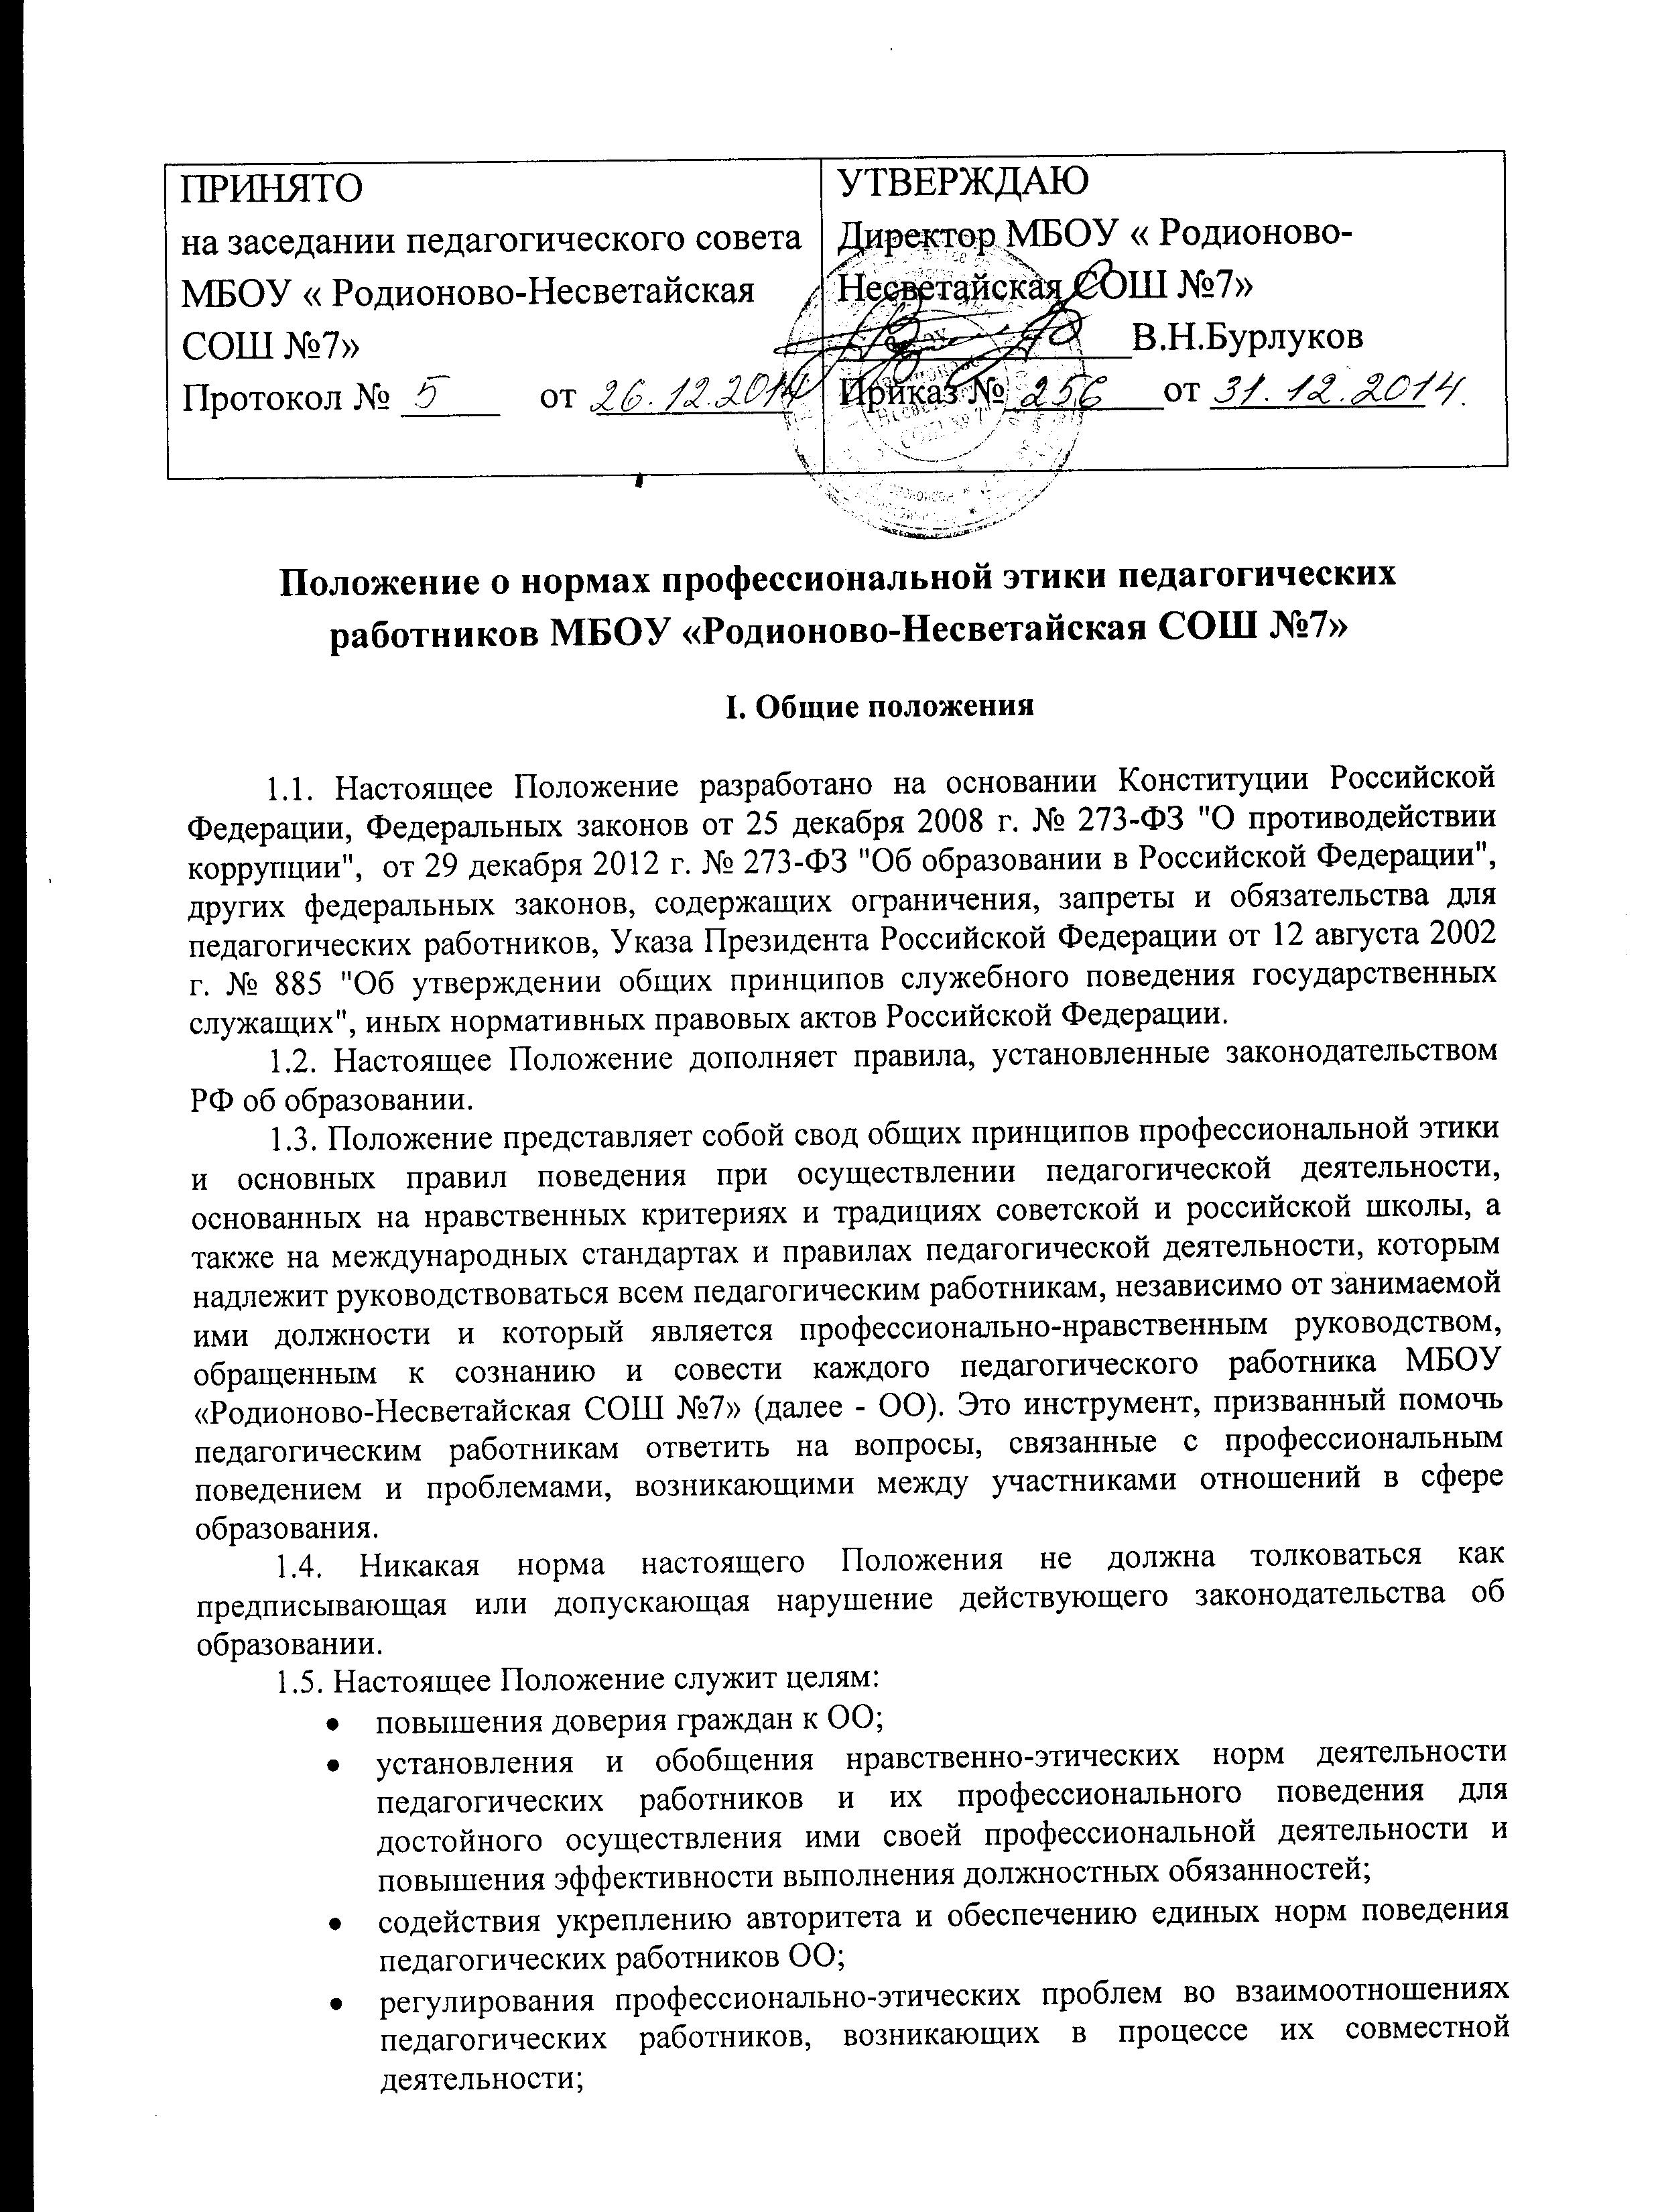 ПРИНЯТО
на заседании педагогического совета
МБОУ « Родионово-Несветайская
СОШ №7»
Протокол № 5 от 26.12.2014
УТВЕРЖДАЮ
Директор МБОУ « Родионово-
Несветайская СОШ №7»
В.Н.Бурлуков
Приказ № 256 от 31.12.2014.
Положение о нормах профессиональной этики педагогических
работников МБОУ «Родионово-Несветайская СОШ №7»
I. Общие положения
1.1. Настоящее Положение разработано на основании Конституции Российской
Федерации, Федеральных законов от 25 декабря 2008 г. № 273-ФЗ "О противодействии
коррупции", от 29 декабря 2012 г. № 273-ФЗ "Об образовании в Российской Федерации",
других федеральных законов, содержащих ограничения, запреты и обязательства для
педагогических работников, Указа Президента Российской Федерации от 12 августа 2002
г. № 885 "Об утверждении общих принципов служебного поведения государственных
служащих", иных нормативных правовых актов Российской Федерации.
1.2. Настоящее Положение дополняет правила, установленные законодательством
РФ об образовании.
1.3. Положение представляет собой свод общих принципов профессиональной этики
и основных правил поведения при осуществлении педагогической деятельности,
основанных на нравственных критериях и традициях советской и российской школы, а
также на международных стандартах и правилах педагогической деятельности, которым
надлежит руководствоваться всем педагогическим работникам, независимо от занимаемой
ими должности и который является профессионально-нравственным руководством,
обращенным к сознанию и совести каждого педагогического работника МБОУ
«Родионово-Несветайская СОШ №7» (далее - ОО). Это инструмент, призванный помочь
педагогическим работникам ответить на вопросы, связанные с профессиональным
поведением и проблемами, возникающими между участниками отношений в сфере
образования.
1.4. Никакая норма настоящего Положения не должна толковаться как
предписывающая или допускающая нарушение действующего законодательства об
образовании.
1.5. Настоящее Положение служит целям:
• повышения доверия граждан к ОО;
• установления и обобщения нравственно-этических норм деятельности
педагогических работников и их профессионального поведения для
достойного осуществления ими своей профессиональной деятельности и
повышения эффективности выполнения должностных обязанностей;
• содействия укреплению авторитета и обеспечению единых норм поведения
педагогических работников ОО;
• регулирования профессионально-этических проблем во взаимоотношениях
педагогических работников, возникающих в процессе их совместной
деятельности;